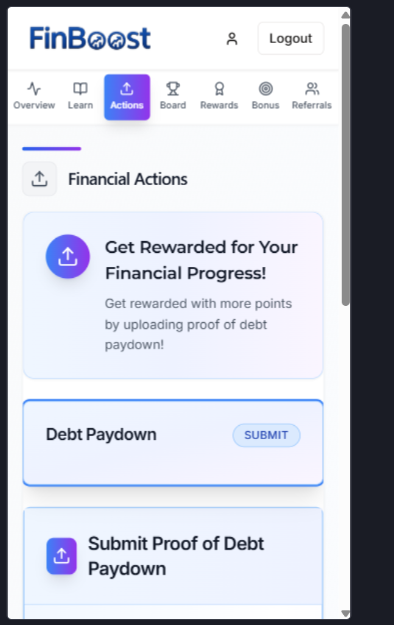 FinBoost
Logout
Overview Learn Actions Board Rewards Bonus Referrals
Financial Actions
Get Rewarded for Your
Financial Progress!
Get rewarded with more points
by uploading proof of debt
paydown!
Debt Paydown
SUBMIT
Submit Proof of Debt
Paydown